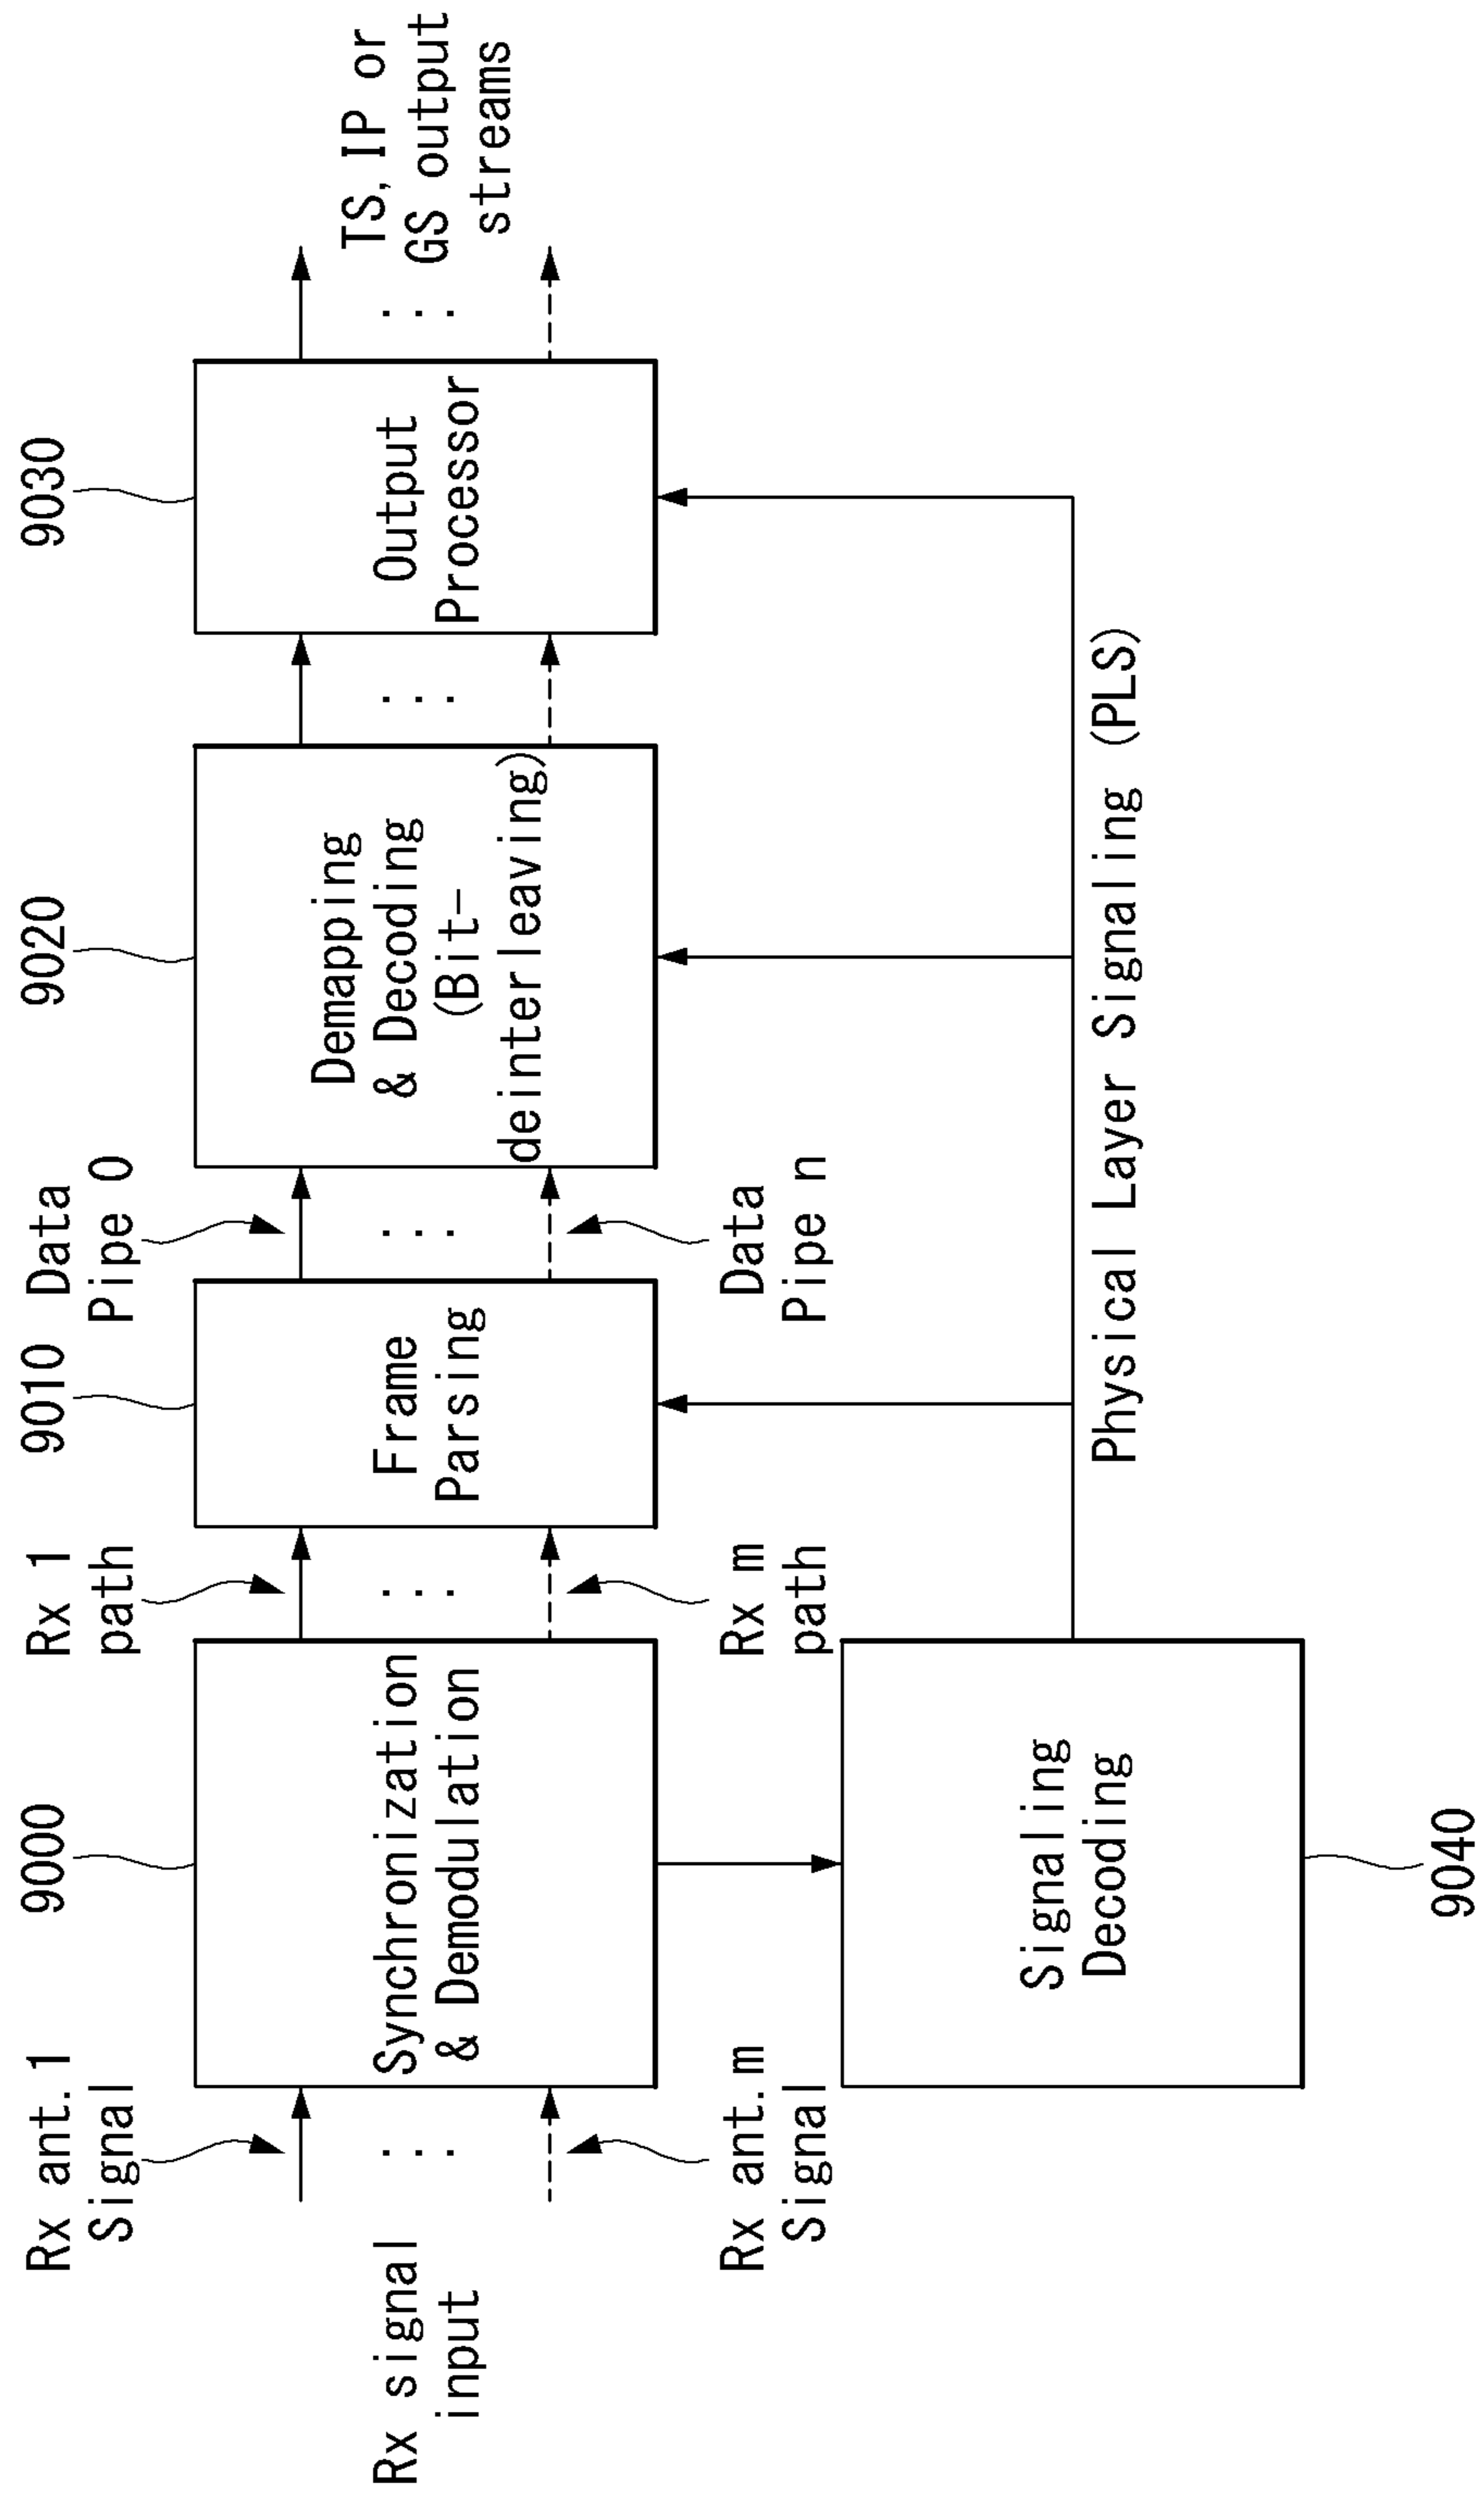 Rx signal
input
Rx ant.1
Signal
Rx ant.m
Signal
9000
Synchronization
& Demodulation
Rx 1
path
Rx m
path
9010
Frame
Parsing
Data
Pipe 0
Data
Pipe n
9020
Demapping
& Decoding
(Bit-
deinterleaving)
9030
Output
Processor
TS, IP or
GS output
streams
Signaling
Decoding
9040
Physical Layer Signaling (PLS)